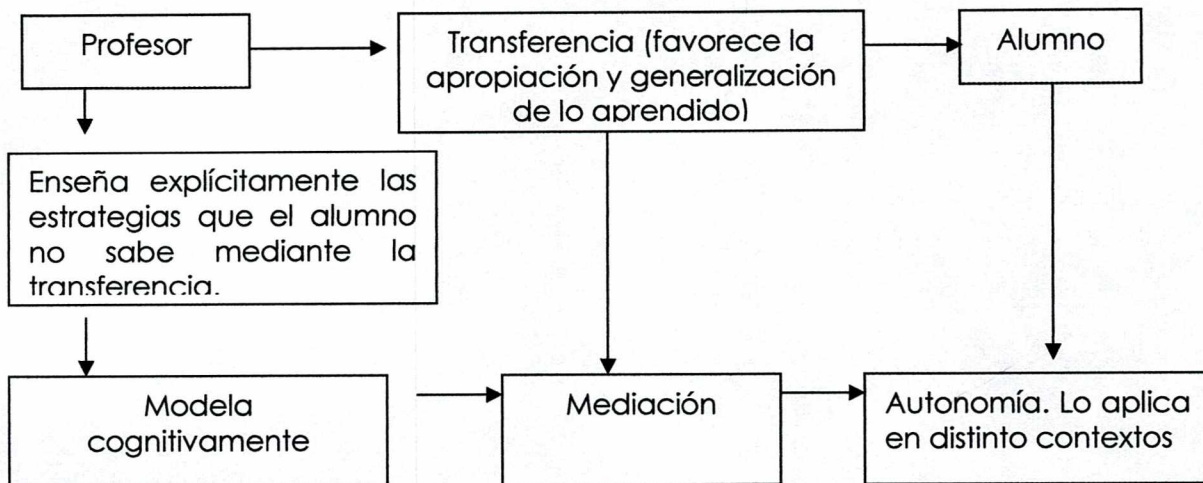 Profesor
Transferencia (favorece la
apropiación y generalización
de lo aprendido)
Alumno
Enseña explícitamente las
estrategias que el alumno
no sabe mediante la
transferencia.
Modela
cognitivamente
Mediación
Autonomía. Lo aplica
en distinto contextos